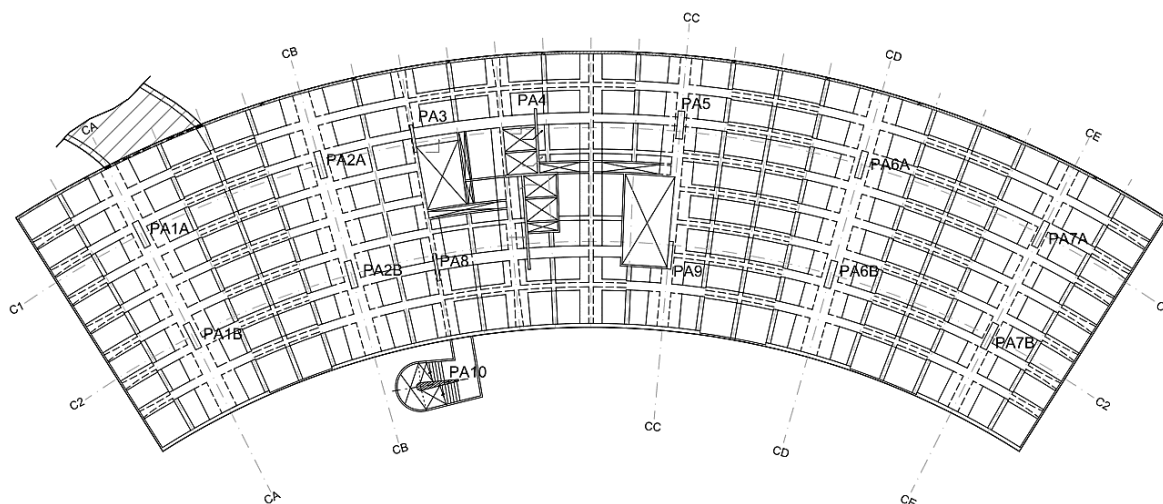 CC
CB
CD
CA
CE
PA3
PA4
PA5
PA2A
PA6A
PA1A
PA7A
C1
C
PA2B
PA8
PA9
PA6B
PA1B
PA7B
PA10
C2
C2
CC
CB
CD
CA
CE